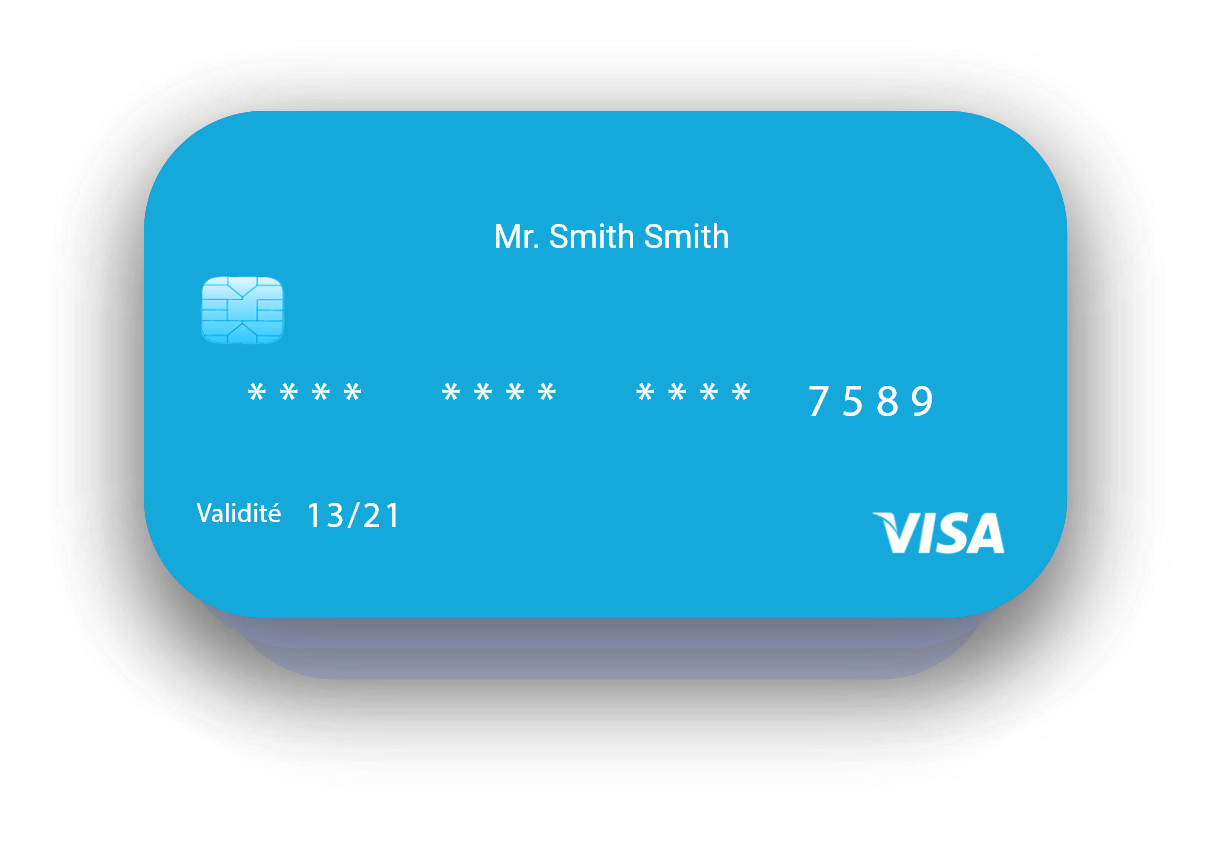 Mr. Smith Smith
**** **** **** 7589
Validité 13/21
VISA